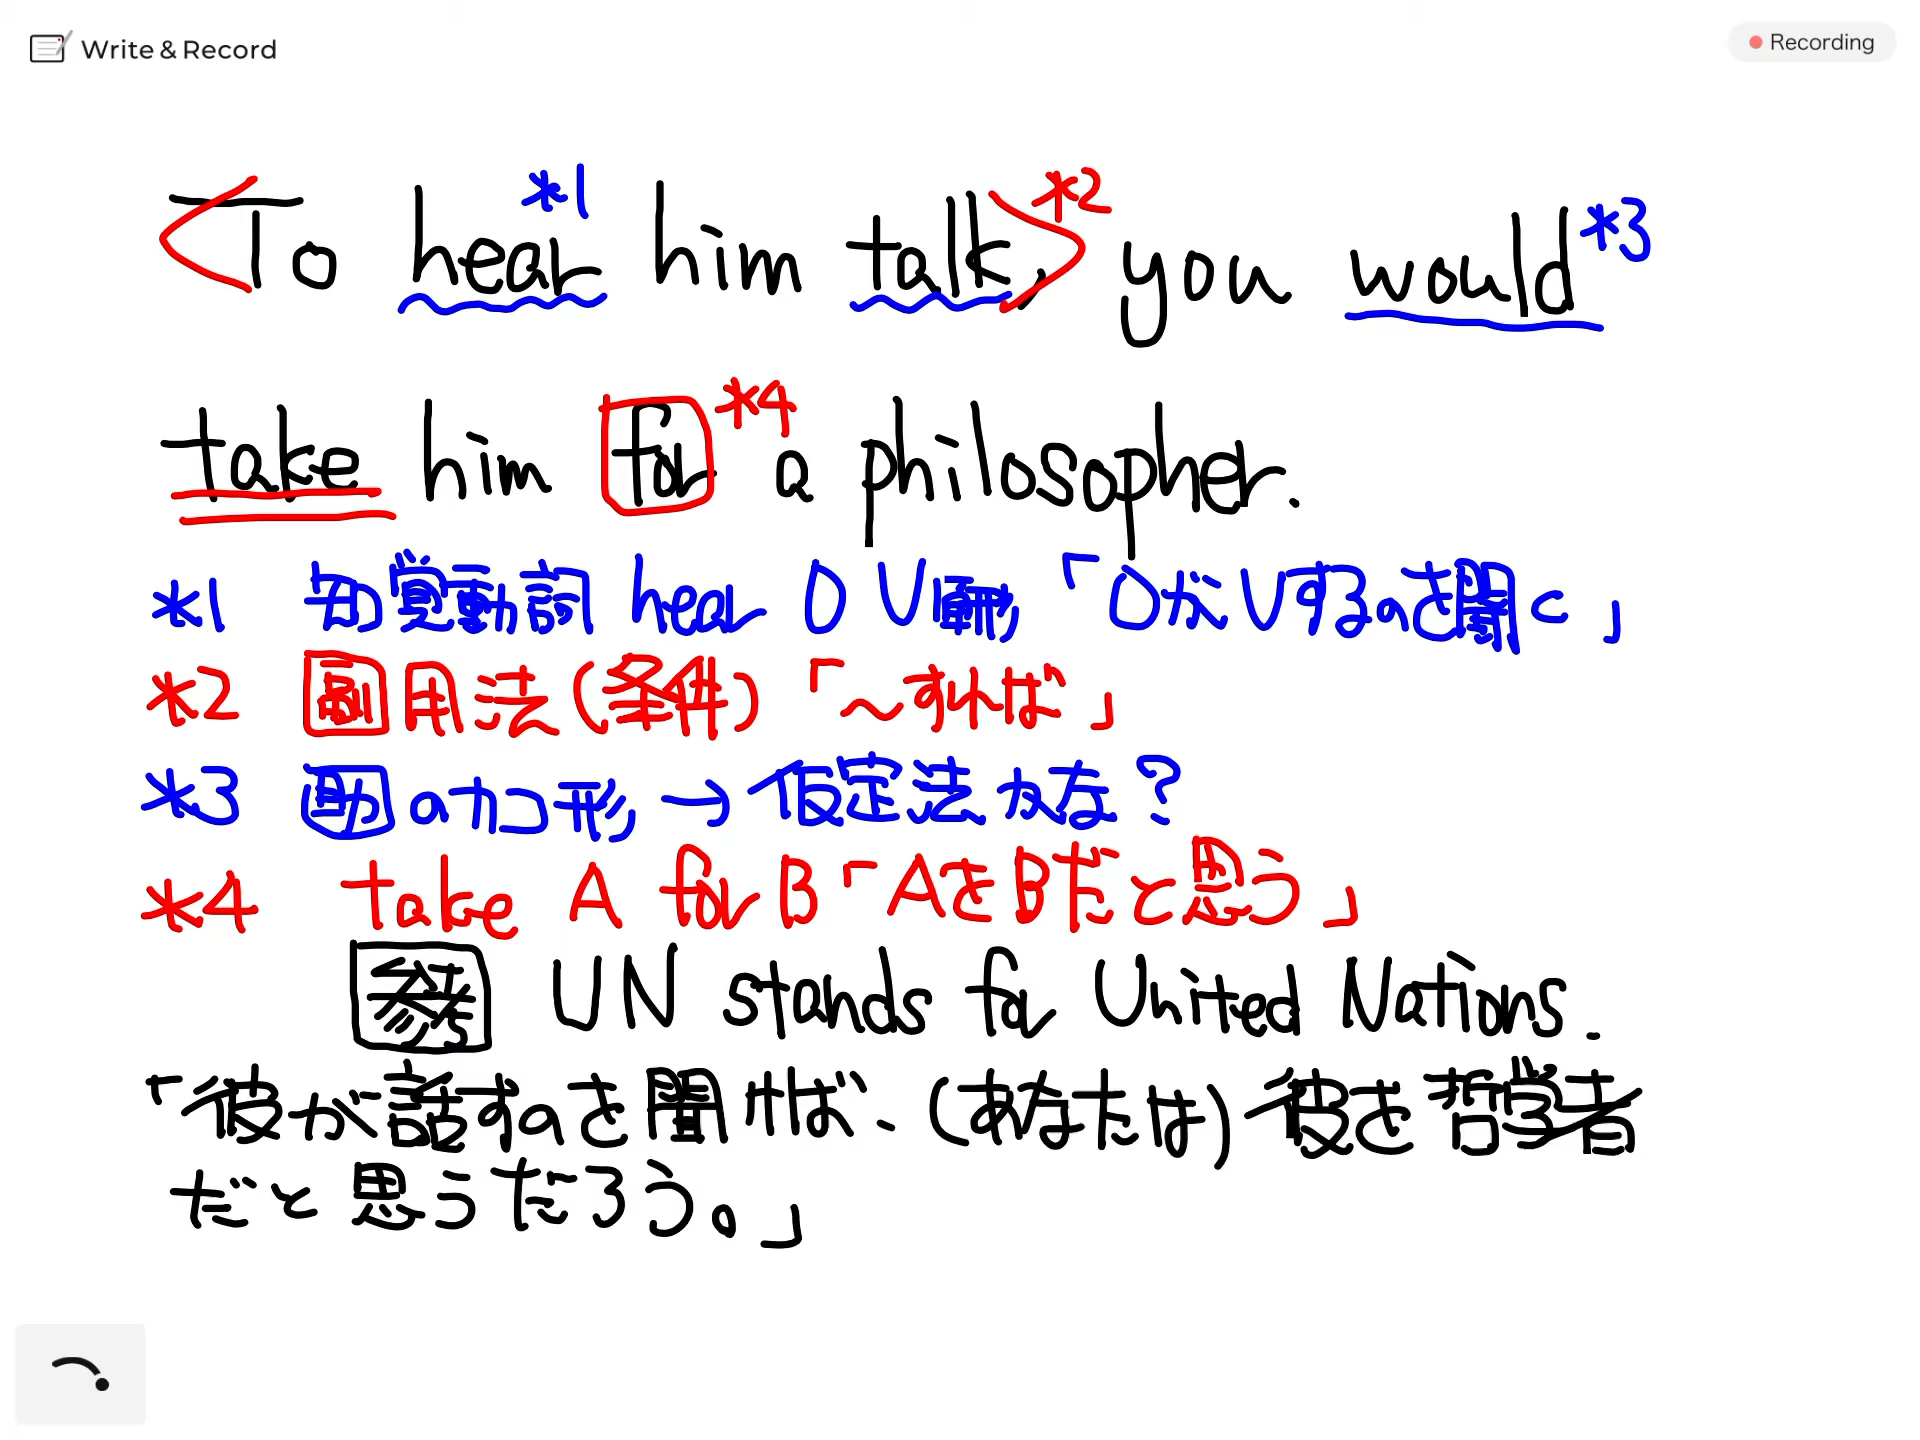 Write & Record
Recording
To hear*1 him talk,*2 you would*3
take him for*4 a philosopher.
*1 知覚動詞 hear O V原形 「OがVするのを聞く」
*2 副用法(条件)「〜すれば」
*3 助のカコ形→仮定法かな?
*4 take A for B「AをBだと思う」
参考 UN stands for United Nations.
「彼が話すのを聞けば、(あなたは)彼を哲学者
だと思うだろう。」